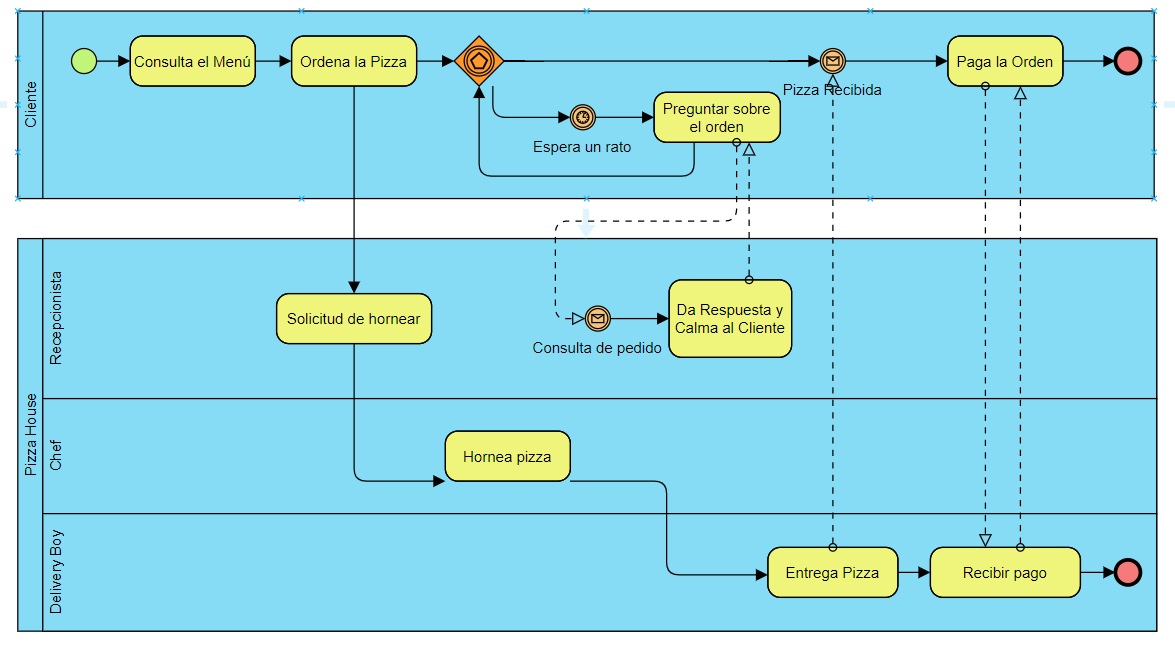 Cliente
Consulta el Menú
Ordena la Pizza
Pizza Recibida
Paga la Orden
Espera un rato
Preguntar sobre
el orden
Pizza House
Recepcionista
Solicitud de hornear
Consulta de pedido
Da Respuesta y
Calma al Cliente
Chef
Hornea pizza
Delivery Boy
Entrega Pizza
Recibir pago